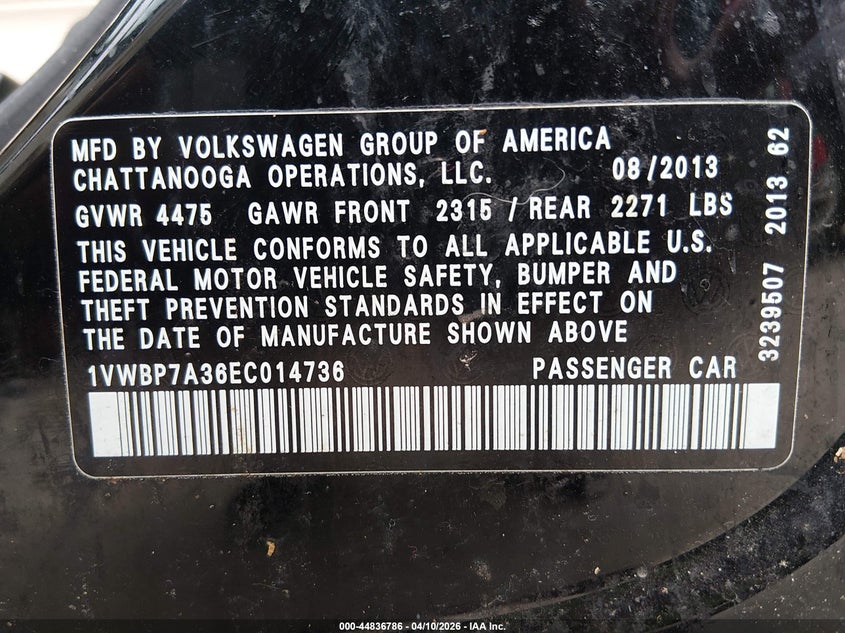 MFD BY VOLKSWAGEN GROUP OF AMERICA
CHATTANOOGA OPERATIONS, LLC. 08/2013
GVWR 4475 GAWR FRONT 2315 / REAR 2271 LBS
THIS VEHICLE CONFORMS TO ALL APPLICABLE U.S.
FEDERAL MOTOR VEHICLE SAFETY, BUMPER AND
THEFT PREVENTION STANDARDS IN EFFECT ON
THE DATE OF MANUFACTURE SHOWN ABOVE
1VWBP7A36EC014736 PASSENGER CAR
3239507 2013 62
000-44836786 - 04/10/2026 - IAA Inc.